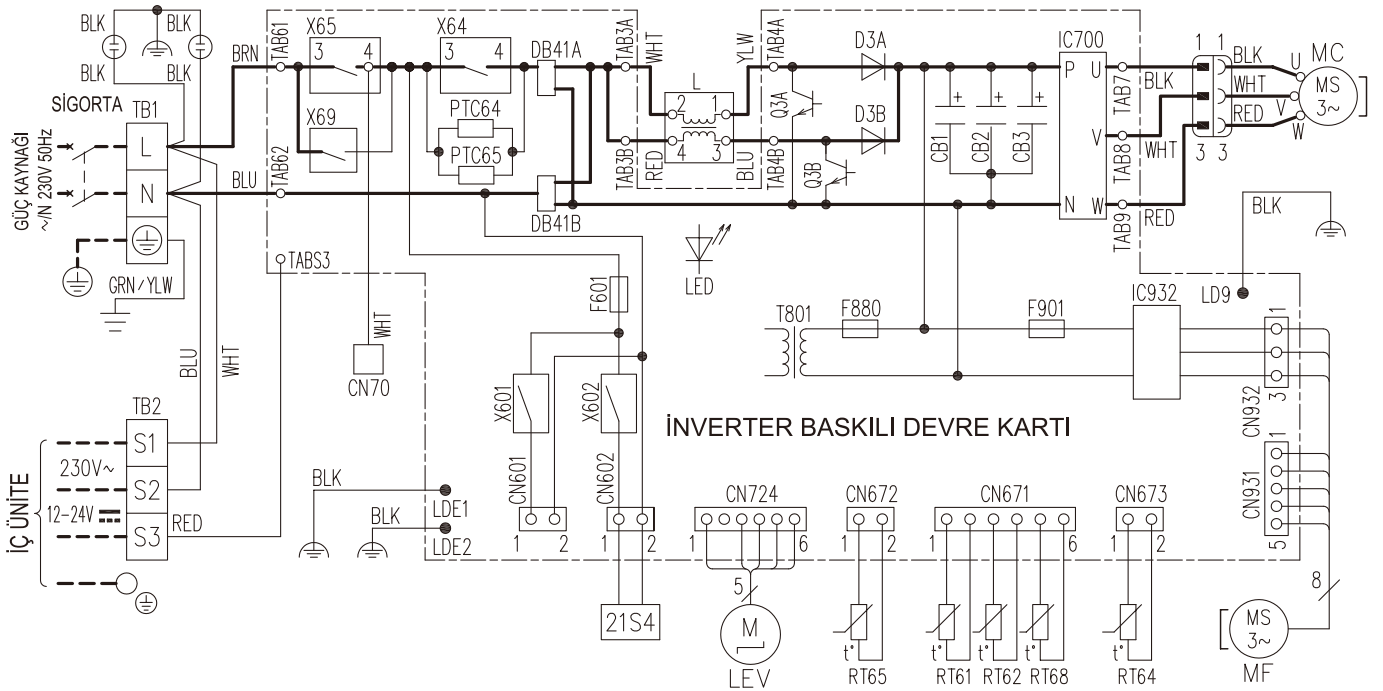 BLK
BLK
BLK
BLK
BRN
TAB61
X65
3 4
X64
3 4
DB41A
TAB3A
WHT
YLW
TAB4A
D3A
IC700
1 1
BLK
U
MC
SİGORTA
TB1
L
2 1
Q3A
P U
TAB7
BLK
WHT
V
MS
3~
GÜÇ KAYNAĞI
~/N 230V 50Hz
L
X69
PTC64
PTC65
D3B
CB1
+
CB2
+
CB3
+
V
TAB8
WHT
RED
W
3 3
N
BLU
TAB62
TAB3B
RED
4 3
BLU
TAB4B
Q3B
DB41B
N W
TAB9
RED
BLK
GRN/YLW
TABS3
LED
F601
WHT
CN70
T801
F880
F901
IC932
LD9
1
3
CN932
BLU
WHT
X601
X602
İNVERTER BASKILI DEVRE KARTI
TB2
İÇ ÜNİTE
S1
230V~
S2
12-24V
S3
RED
BLK
LDE1
BLK
LDE2
CN601
1 2
CN602
1 2
CN724
1 6
CN672
1 2
CN671
1 6
CN673
1 2
CN931
1
5
21S4
5
M
LEV
t°
RT65
t°
RT61
t°
RT62
t°
RT68
t°
RT64
8
MS
3~
MF